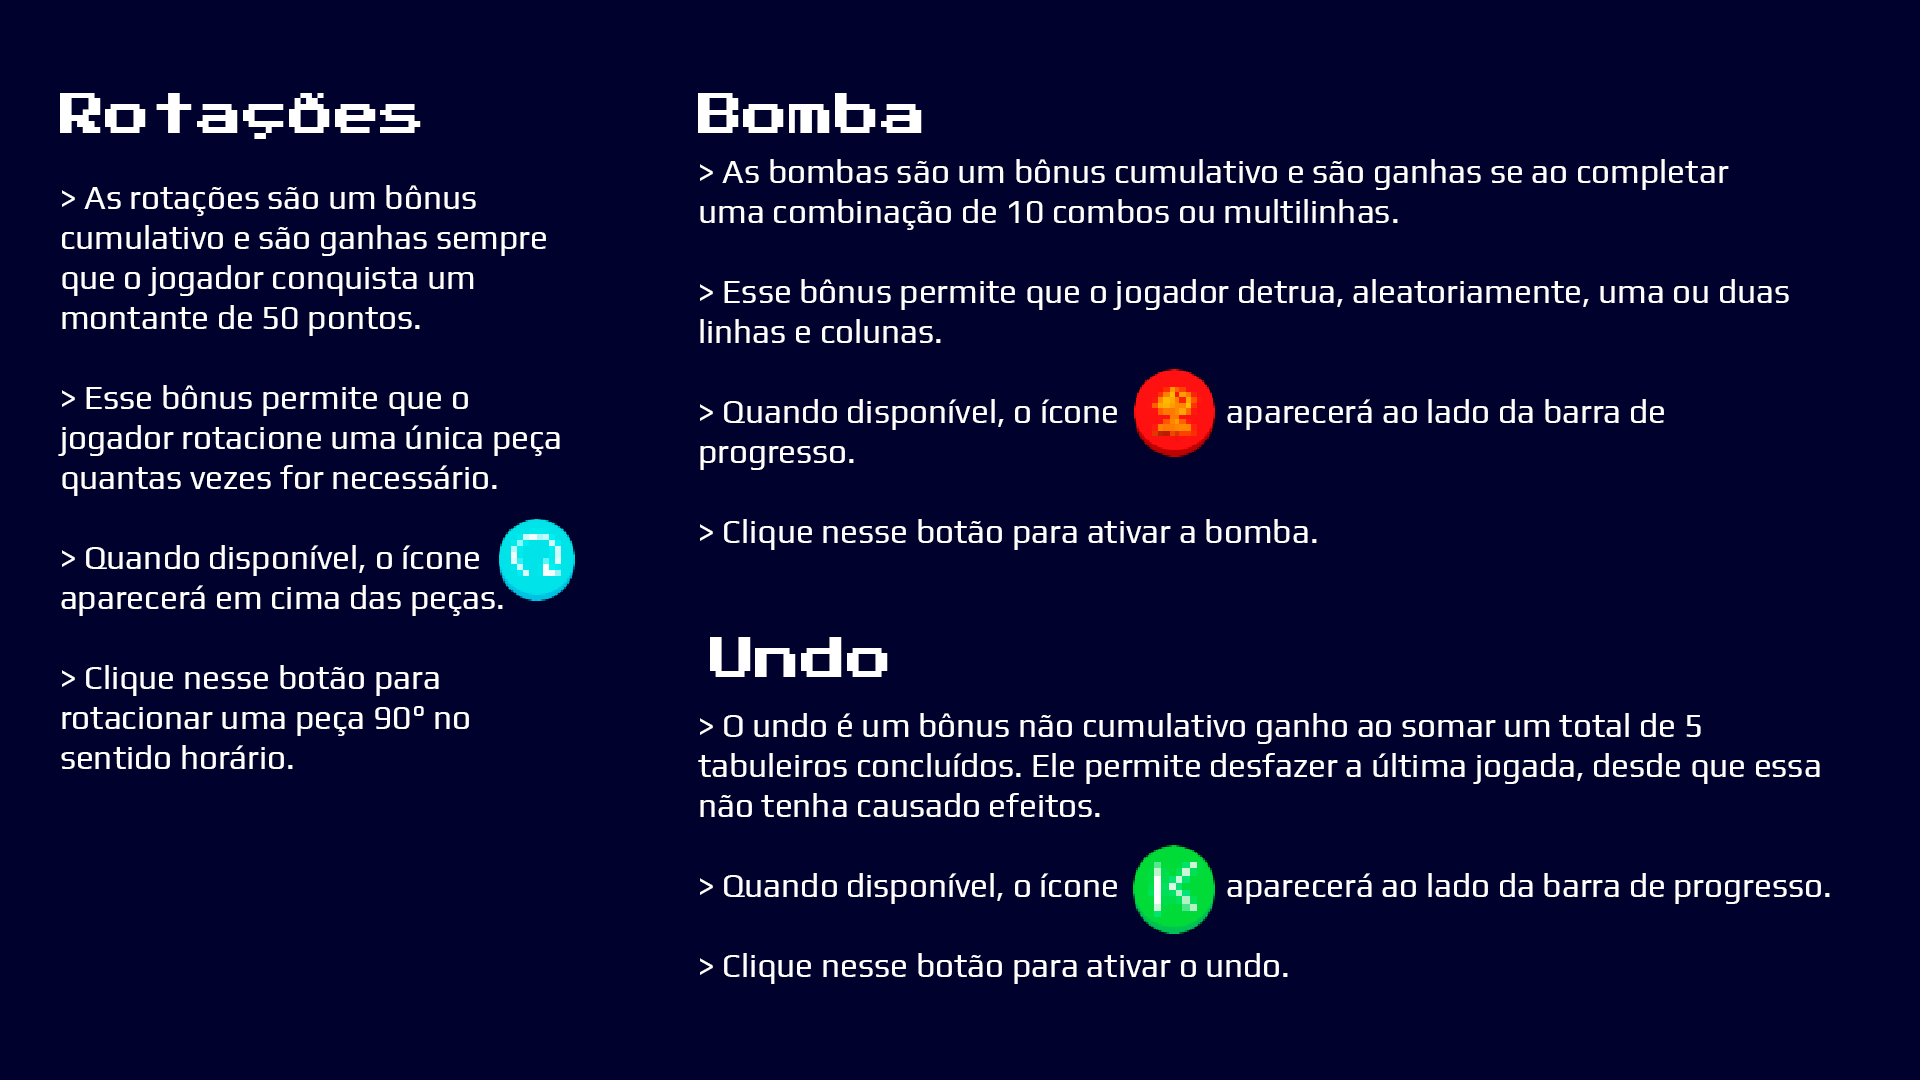 Rotações
> As rotações são um bônus
cumulativo e são ganhas sempre
que o jogador conquista um
montante de 50 pontos.
> Esse bônus permite que o
jogador rotacione uma única peça
quantas vezes for necessário.
> Quando disponível, o ícone
aparecerá em cima das peças.
> Clique nesse botão para
rotacionar uma peça 90° no
sentido horário.
Bomba
> As bombas são um bônus cumulativo e são ganhas se ao completar
uma combinação de 10 combos ou multilinhas.
> Esse bônus permite que o jogador detrua, aleatoriamente, uma ou duas
linhas e colunas.
> Quando disponível, o ícone aparecerá ao lado da barra de
progresso.
> Clique nesse botão para ativar a bomba.
Undo
> O undo é um bônus não cumulativo ganho ao somar um total de 5
tabuleiros concluídos. Ele permite desfazer a última jogada, desde que essa
não tenha causado efeitos.
> Quando disponível, o ícone aparecerá ao lado da barra de progresso.
> Clique nesse botão para ativar o undo.